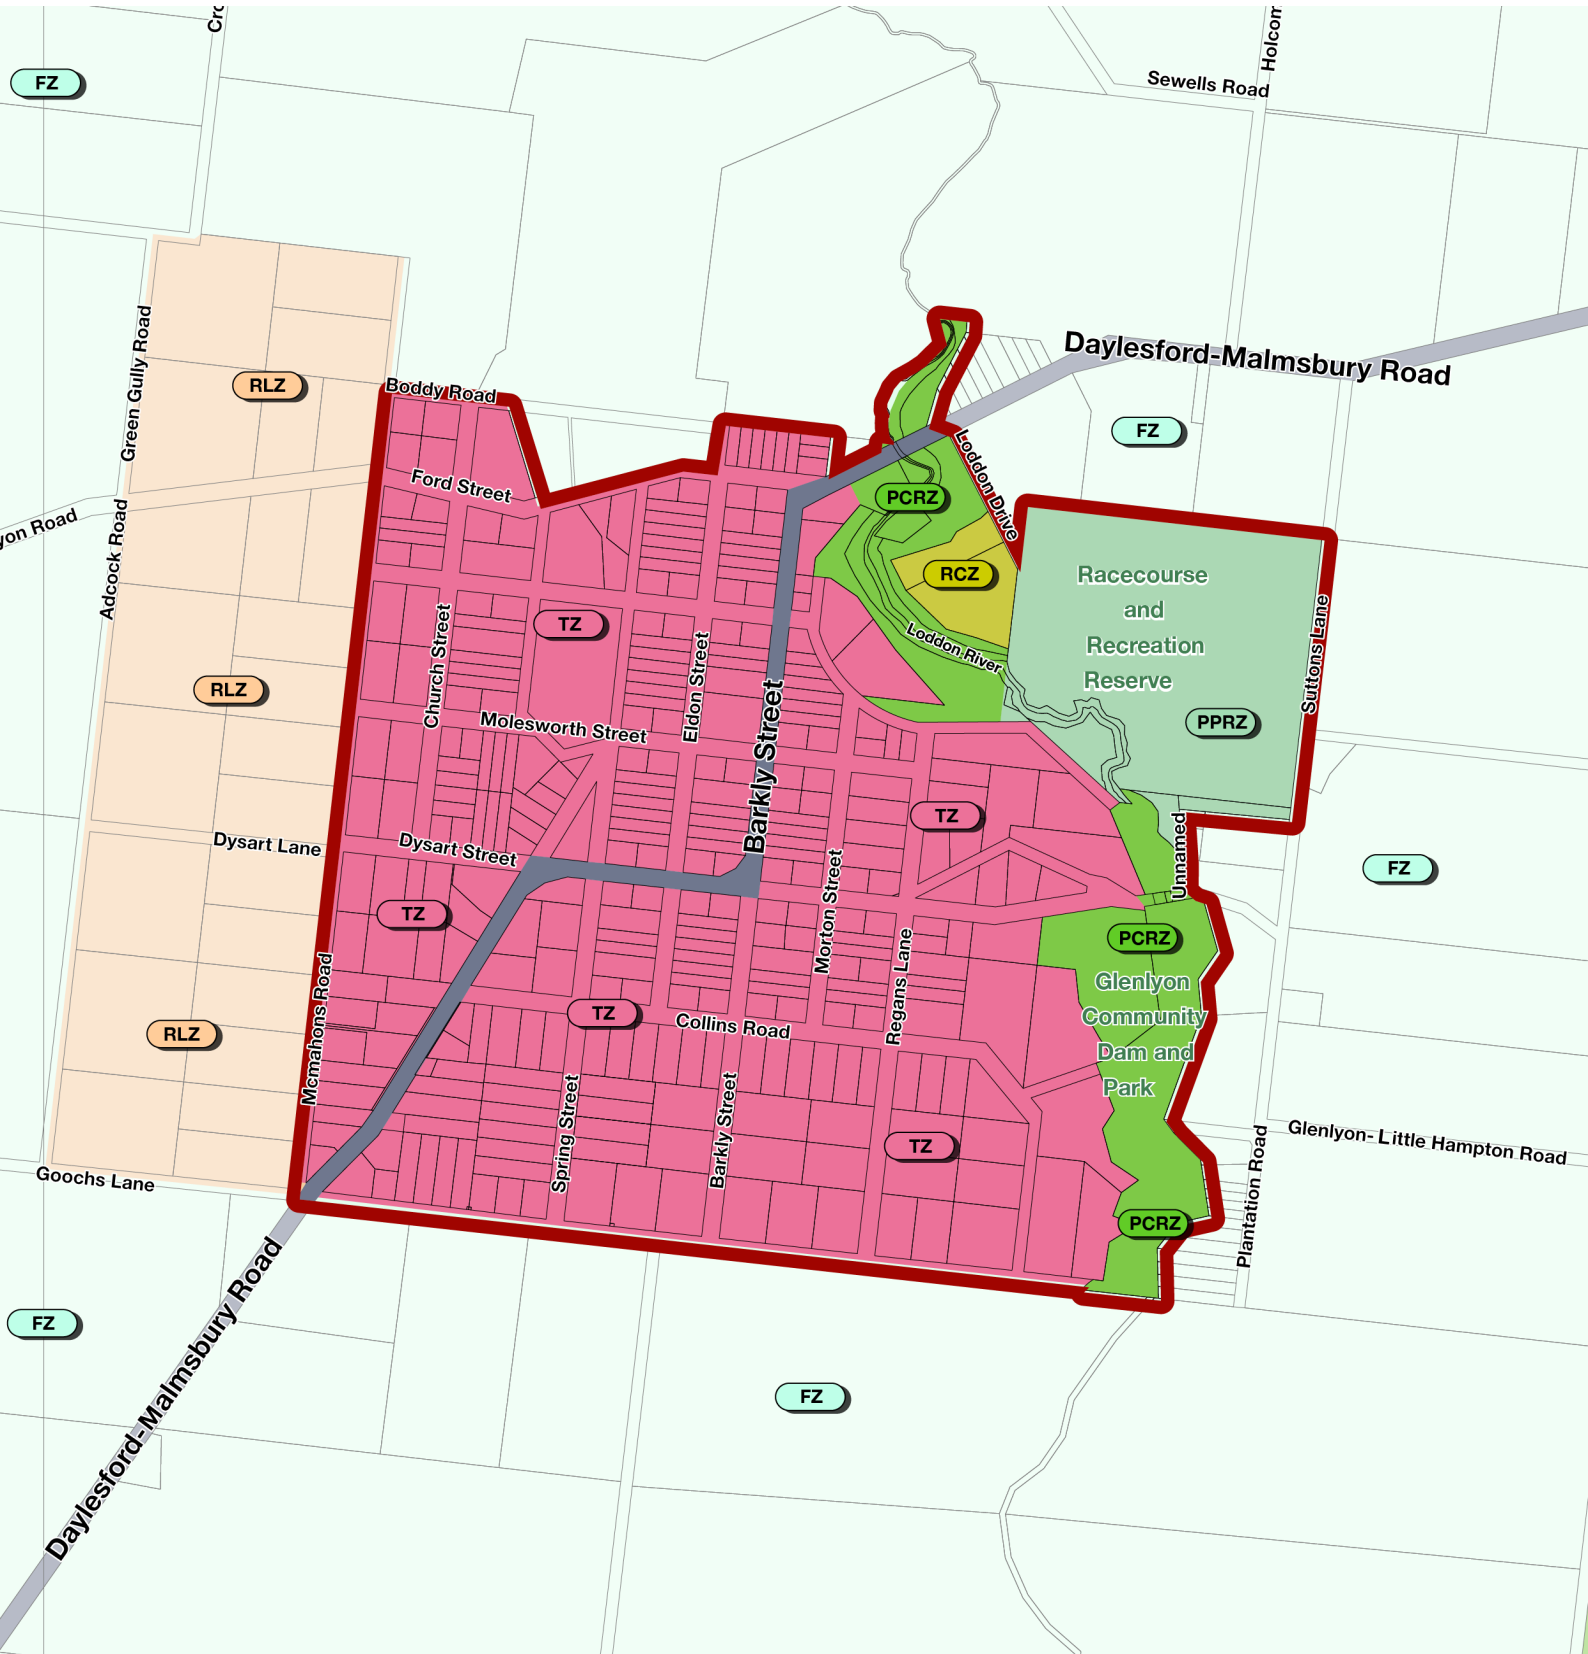 Cro
Holcom
FZ
Sewells Road
Green Gully Road
Daylesford-Malmsbury Road
RLZ
Boddy Road
FZ
Loddon Drive
Ford Street
PCRZ
yon Road
Adcock Road
RCZ
Racecourse
and
Recreation
Reserve
TZ
Church Street
Eldon Street
Loddon River
Suttons Lane
RLZ
Barkly Street
Molesworth Street
PPRZ
TZ
Dysart Lane
Dysart Street
Unnamed
FZ
Morton Street
TZ
PCRZ
Regans Lane
Glenlyon
Community
Dam and
Park
Mcmahons Road
TZ
Collins Road
RLZ
Spring Street
Barkly Street
TZ
Glenlyon- Little Hampton Road
Plantation Road
Goochs Lane
PCRZ
Daylesford-Malmsbury Road
FZ
FZ